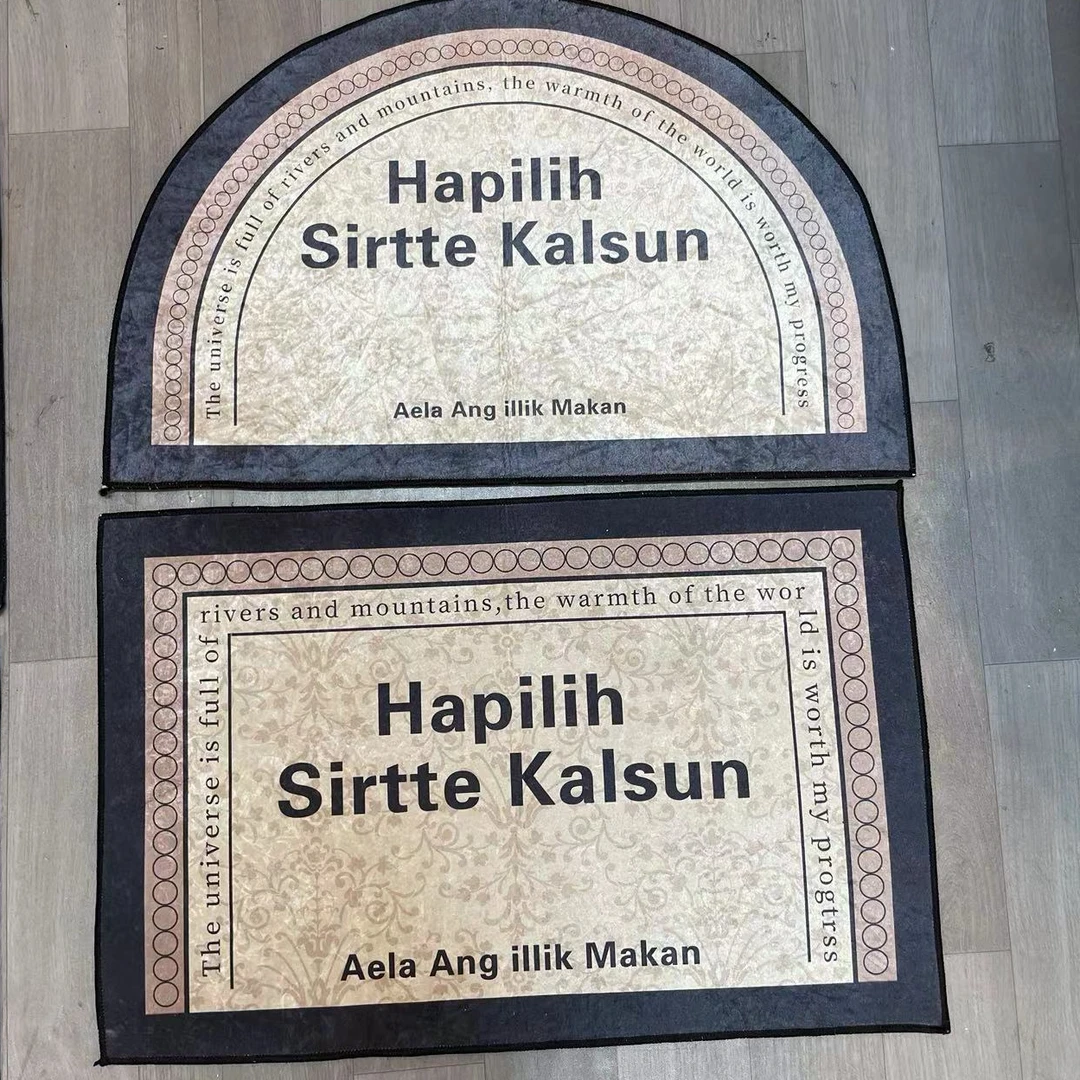 The universe is full of rivers and mountains, the warmth of the world is worth my progress
Hapilih
Sirtte Kalsun
Aela Ang illik Makan
The universe is full of
rivers and mountains,the warmth of the wor
ld is worth my progtrss
Hapilih
Sirtte Kalsun
Aela Ang illik Makan